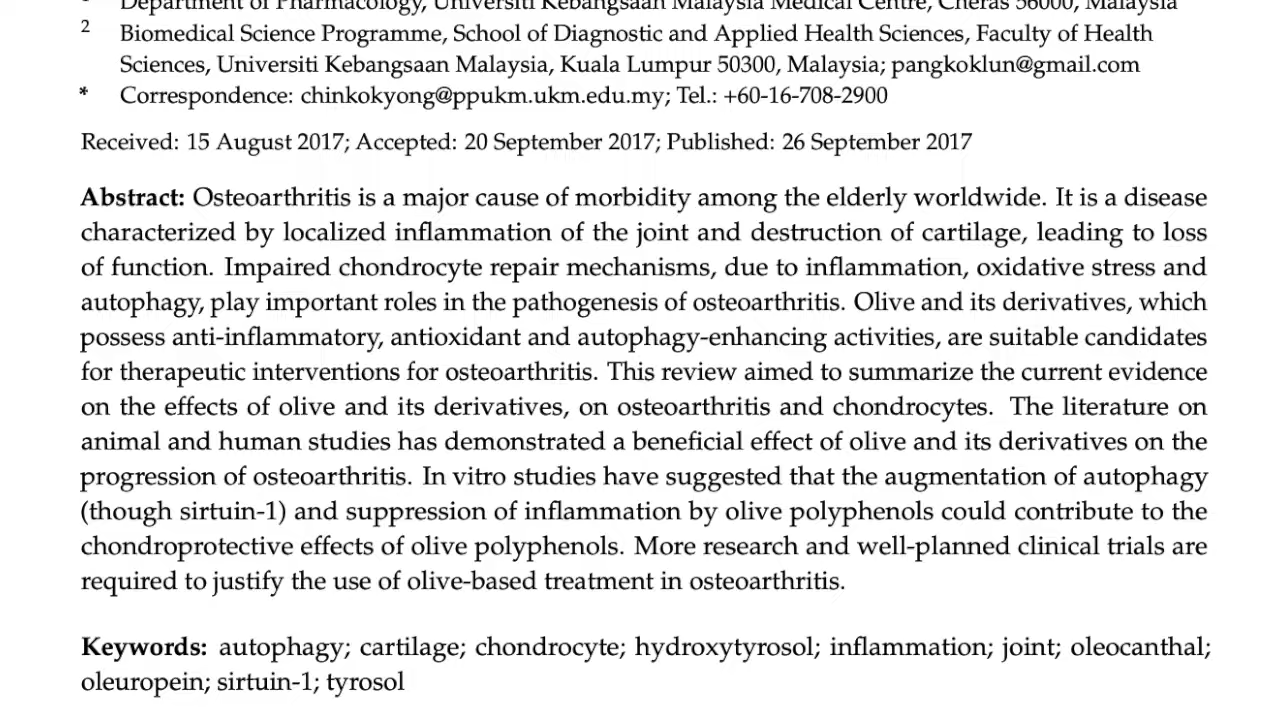 Department of Pharmacology, Universiti Kebangsaan Malaysia Medical Centre, Cheras 56000, Malaysia
2 Biomedical Science Programme, School of Diagnostic and Applied Health Sciences, Faculty of Health
Sciences, Universiti Kebangsaan Malaysia, Kuala Lumpur 50300, Malaysia; pangkoklun@gmail.com
* Correspondence: chinkokyong@ppukm.ukm.edu.my; Tel.: +60-16-708-2900
Received: 15 August 2017; Accepted: 20 September 2017; Published: 26 September 2017
Abstract: Osteoarthritis is a major cause of morbidity among the elderly worldwide. It is a disease
characterized by localized inflammation of the joint and destruction of cartilage, leading to loss
of function. Impaired chondrocyte repair mechanisms, due to inflammation, oxidative stress and
autophagy, play important roles in the pathogenesis of osteoarthritis. Olive and its derivatives, which
possess anti-inflammatory, antioxidant and autophagy-enhancing activities, are suitable candidates
for therapeutic interventions for osteoarthritis. This review aimed to summarize the current evidence
on the effects of olive and its derivatives, on osteoarthritis and chondrocytes. The literature on
animal and human studies has demonstrated a beneficial effect of olive and its derivatives on the
progression of osteoarthritis. In vitro studies have suggested that the augmentation of autophagy
(though sirtuin-1) and suppression of inflammation by olive polyphenols could contribute to the
chondroprotective effects of olive polyphenols. More research and well-planned clinical trials are
required to justify the use of olive-based treatment in osteoarthritis.
Keywords: autophagy; cartilage; chondrocyte; hydroxytyrosol; inflammation; joint; oleocanthal;
oleuropein; sirtuin-1; tyrosol